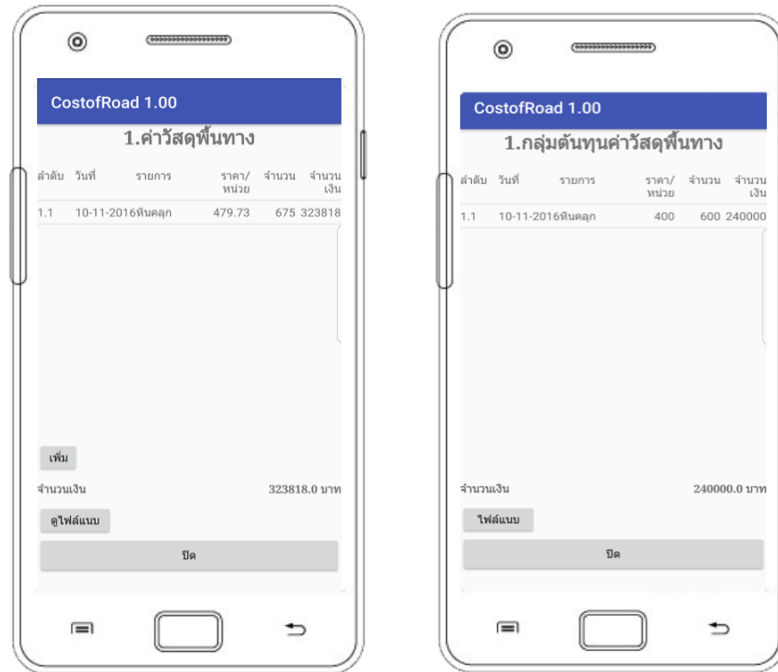 CostofRoad 1.00
1.ค่าวัสดุพื้นทาง
ลำดับ วันที่ รายการ ราคา/หน่วย จำนวน จำนวนเงิน
1.1 10-11-2016หินคลุก 479.73 675 323818
เพิ่ม
จำนวนเงิน 323818.0 บาท
ดูไฟล์แนบ
ปิด
CostofRoad 1.00
1.กลุ่มต้นทุนค่าวัสดุพื้นทาง
ลำดับ วันที่ รายการ ราคา/หน่วย จำนวน จำนวนเงิน
1.1 10-11-2016หินคลุก 400 600 240000
จำนวนเงิน 240000.0 บาท
ไฟล์แนบ
ปิด